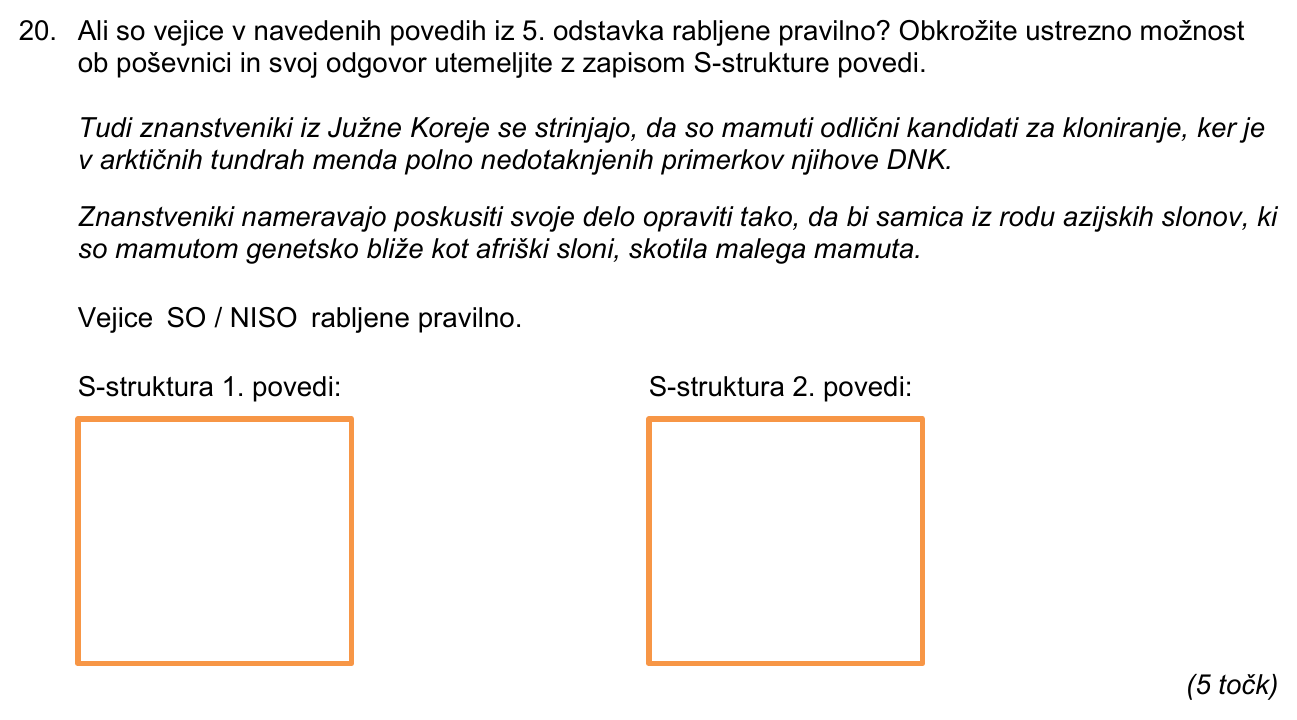 20. Ali so vejice v navedenih povedih iz 5. odstavka rabljene pravilno? Obkrožite ustrezno možnost
ob poševnici in svoj odgovor utemeljite z zapisom S-strukture povedi.
Tudi znanstveniki iz Južne Koreje se strinjajo, da so mamuti odlični kandidati za kloniranje, ker je
v arktičnih tundrah menda polno nedotaknjenih primerkov njihove DNK.
Znanstveniki nameravajo poskusiti svoje delo opraviti tako, da bi samica iz rodu azijskih slonov, ki
so mamutom genetsko bliže kot afriški sloni, skotila malega mamuta.
Vejice SO / NISO rabljene pravilno.
S-struktura 1. povedi: S-struktura 2. povedi:
(5 točk)